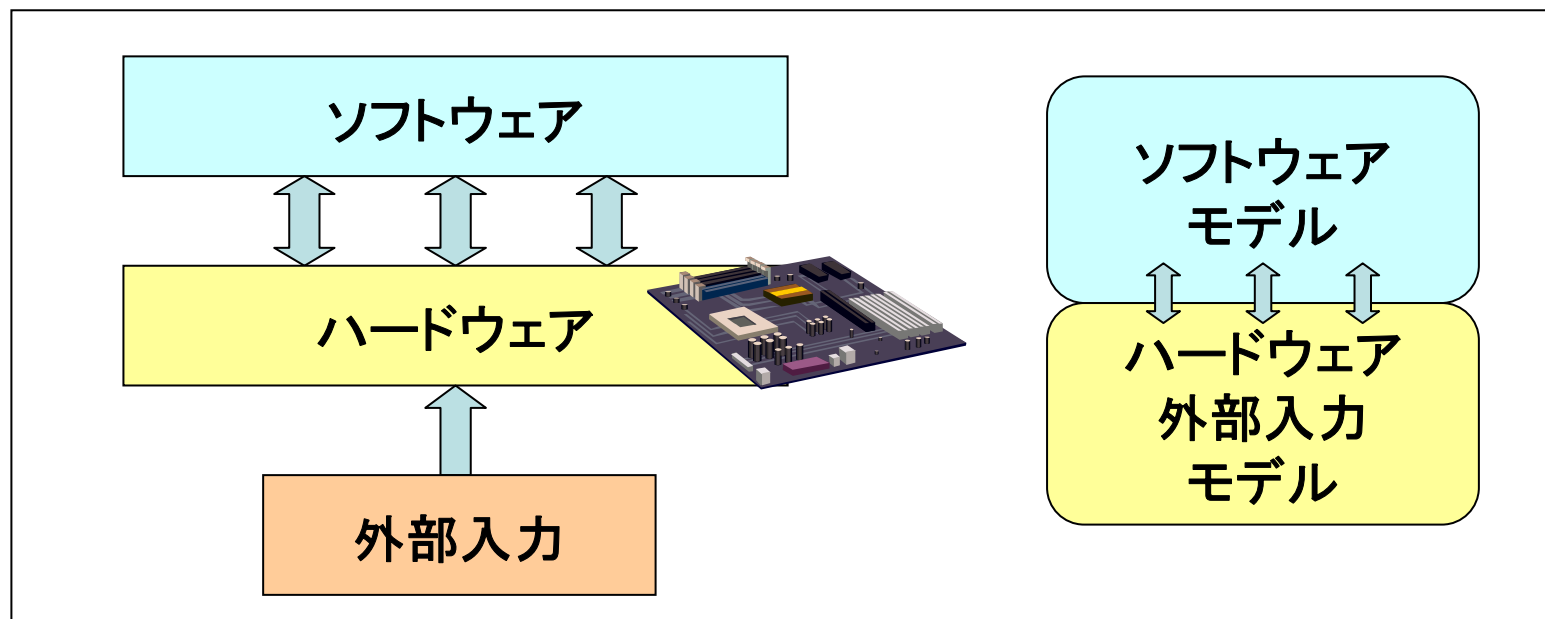 ソフトウェア
ハードウェア
外部入力
ソフトウェア
モデル
ハードウェア
外部入力
モデル